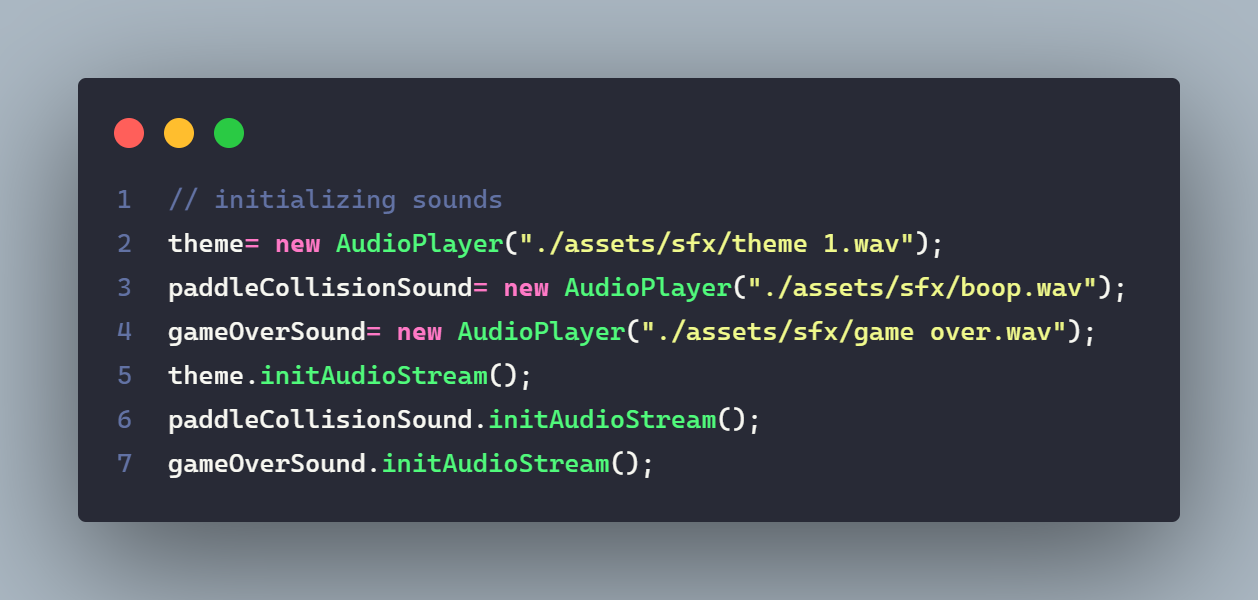 1 // initializing sounds
2 theme= new AudioPlayer("./assets/sfx/theme 1.wav");
3 paddleCollisionSound= new AudioPlayer("./assets/sfx/boop.wav");
4 gameOverSound= new AudioPlayer("./assets/sfx/game over.wav");
5 theme.initAudioStream();
6 paddleCollisionSound.initAudioStream();
7 gameOverSound.initAudioStream();